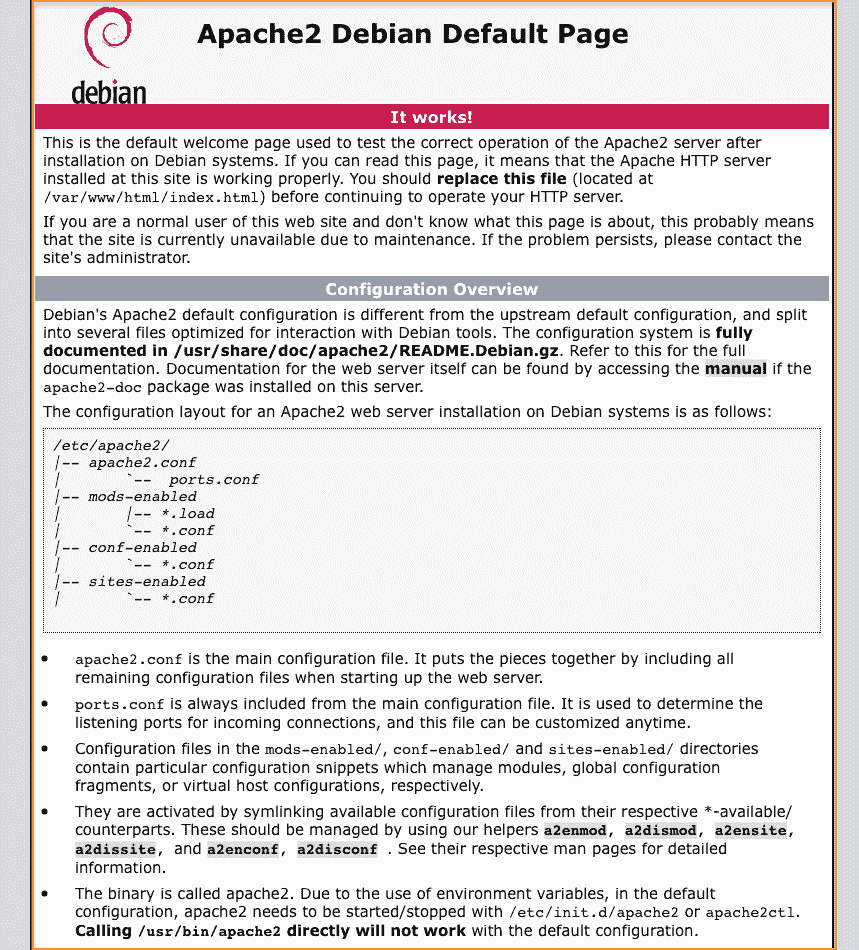 Apache2 Debian Default Page
debian
It works!
This is the default welcome page used to test the correct operation of the Apache2 server after
installation on Debian systems. If you can read this page, it means that the Apache HTTP server
installed at this site is working properly. You should replace this file (located at
/var/www/html/index.html) before continuing to operate your HTTP server.
If you are a normal user of this web site and don't know what this page is about, this probably means
that the site is currently unavailable due to maintenance. If the problem persists, please contact the
site's administrator.
Configuration Overview
Debian's Apache2 default configuration is different from the upstream default configuration, and split
into several files optimized for interaction with Debian tools. The configuration system is fully
documented in /usr/share/doc/apache2/README.Debian.gz. Refer to this for the full
documentation. Documentation for the web server itself can be found by accessing the manual if the
apache2-doc package was installed on this server.
The configuration layout for an Apache2 web server installation on Debian systems is as follows:
/etc/apache2/
|-- apache2.conf
|       `--  ports.conf
|-- mods-enabled
|       |-- *.load
|       `-- *.conf
|-- conf-enabled
|       `-- *.conf
|-- sites-enabled
|       `-- *.conf
• apache2.conf is the main configuration file. It puts the pieces together by including all
remaining configuration files when starting up the web server.
• ports.conf is always included from the main configuration file. It is used to determine the
listening ports for incoming connections, and this file can be customized anytime.
• Configuration files in the mods-enabled/, conf-enabled/ and sites-enabled/ directories
contain particular configuration snippets which manage modules, global configuration
fragments, or virtual host configurations, respectively.
• They are activated by symlinking available configuration files from their respective *-available/
counterparts. These should be managed by using our helpers a2enmod, a2dismod, a2ensite,
a2dissite, and a2enconf, a2disconf . See their respective man pages for detailed
information.
• The binary is called apache2. Due to the use of environment variables, in the default
configuration, apache2 needs to be started/stopped with /etc/init.d/apache2 or apache2ctl.
Calling /usr/bin/apache2 directly will not work with the default configuration.